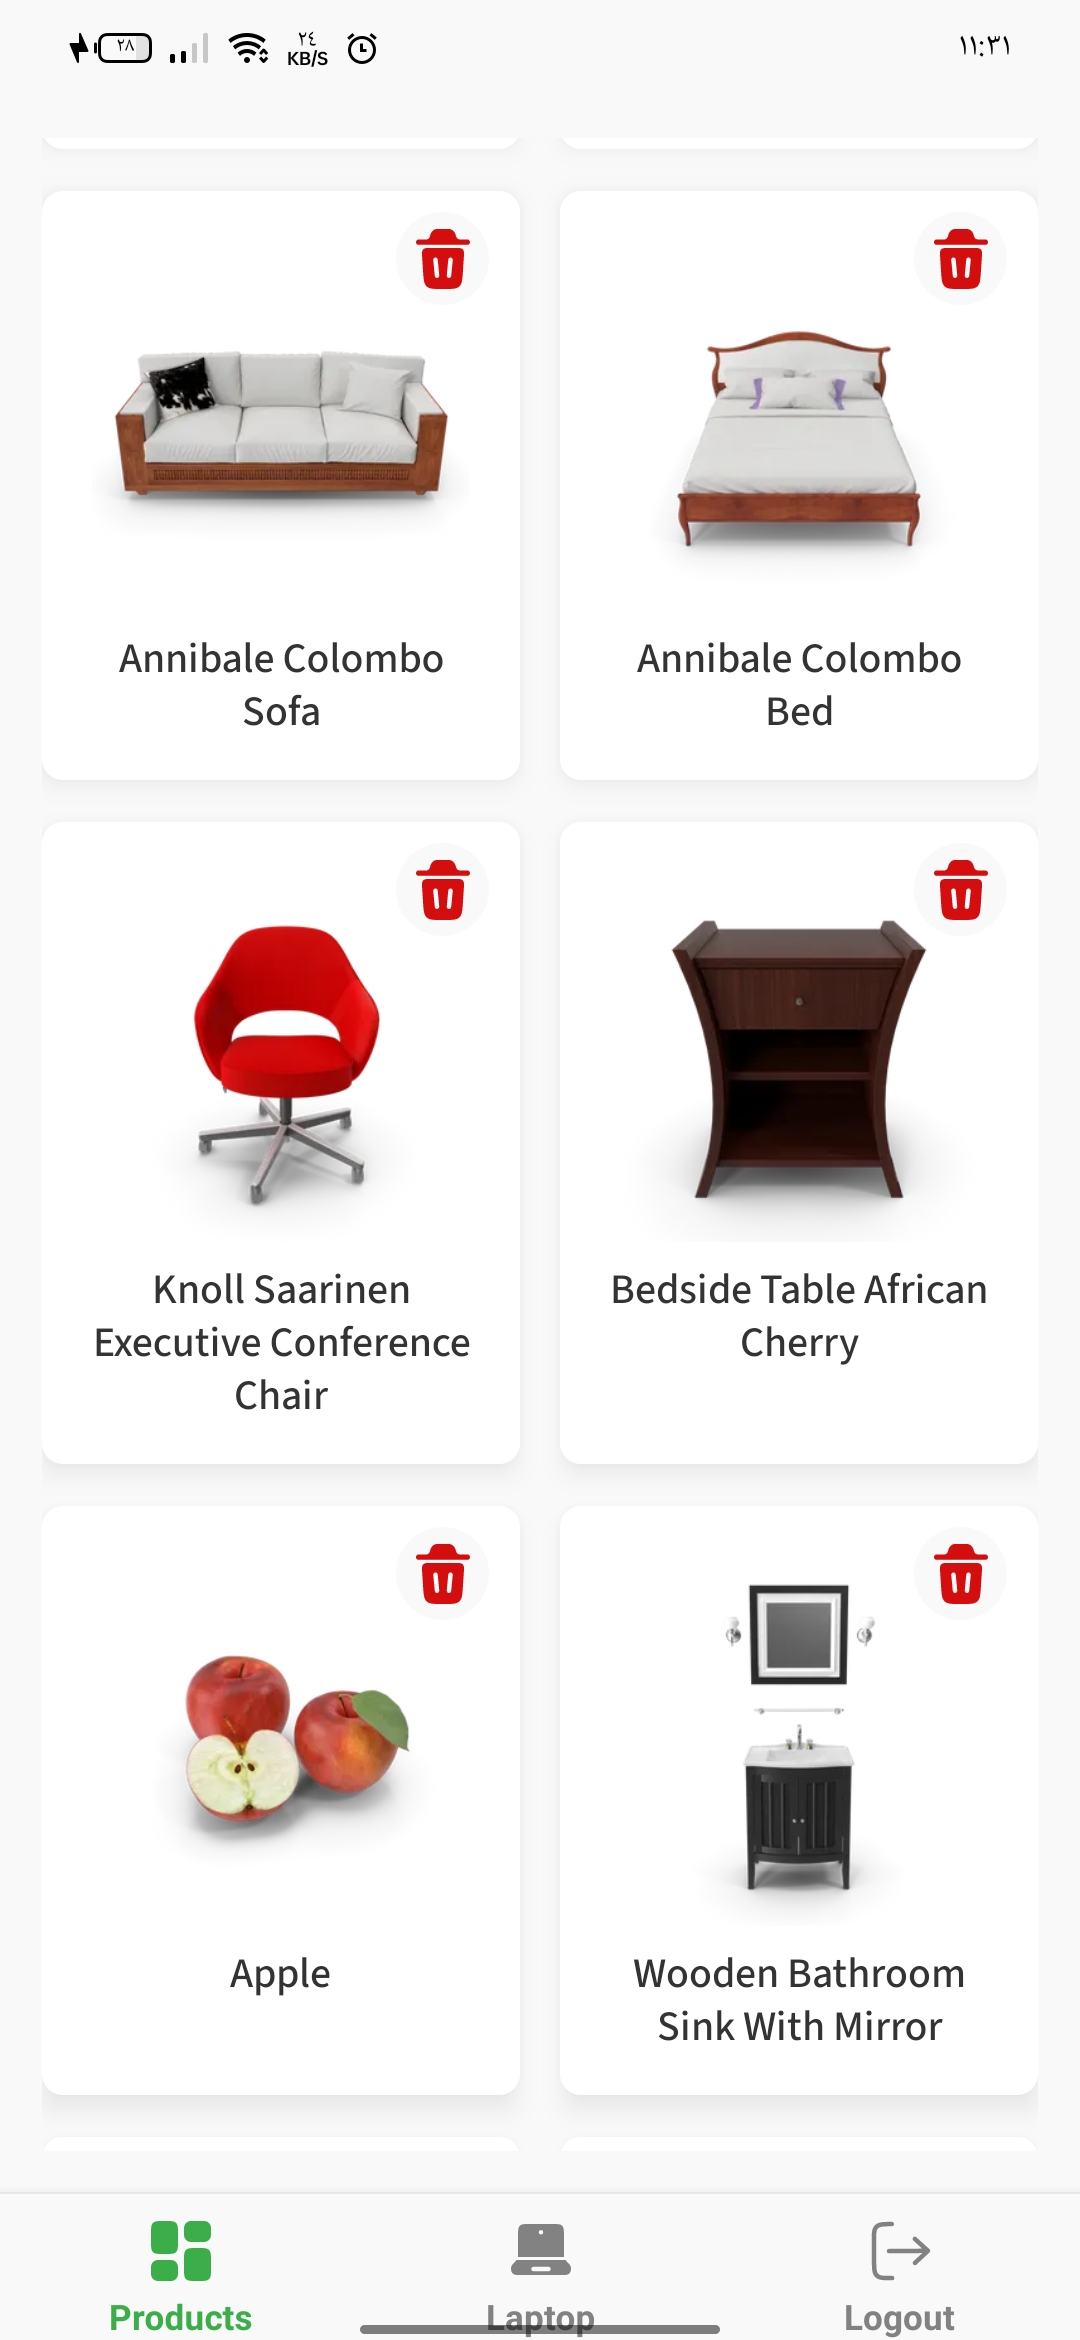 ٢٨
٢٤
KB/S
١١:٣١
Annibale Colombo
Sofa
Annibale Colombo
Bed
Knoll Saarinen
Executive Conference
Chair
Bedside Table African
Cherry
Apple
Wooden Bathroom
Sink With Mirror
Products
Laptop
Logout